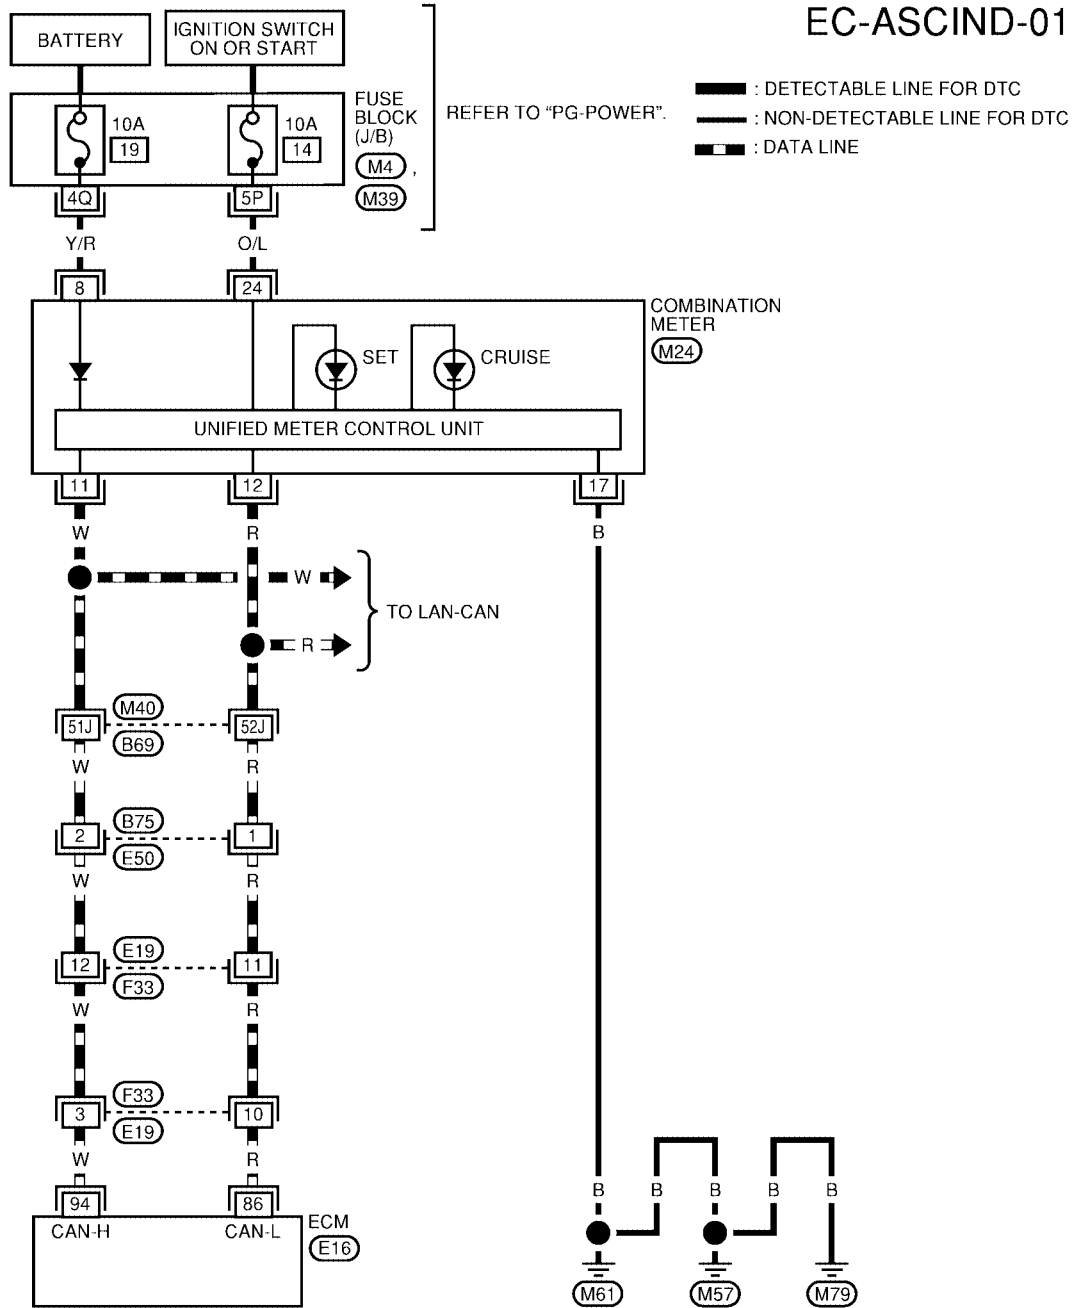 EC-ASCIND-01
BATTERY
IGNITION SWITCH
ON OR START
: DETECTABLE LINE FOR DTC
: NON-DETECTABLE LINE FOR DTC
: DATA LINE
10A
19
10A
14
FUSE
BLOCK
(J/B)
M4 ,
M39
REFER TO “PG-POWER”.
4Q
5P
Y/R
O/L
8
24
COMBINATION
METER
M24
SET
CRUISE
UNIFIED METER CONTROL UNIT
11
12
17
W
R
B
W
R
TO LAN-CAN
51J
M40
B69
52J
W
R
2
B75
E50
1
W
R
12
E19
F33
11
W
R
3
F33
E19
10
W
R
B
B
B
B
B
94
86
CAN-H
CAN-L
ECM
E16
M61
M57
M79